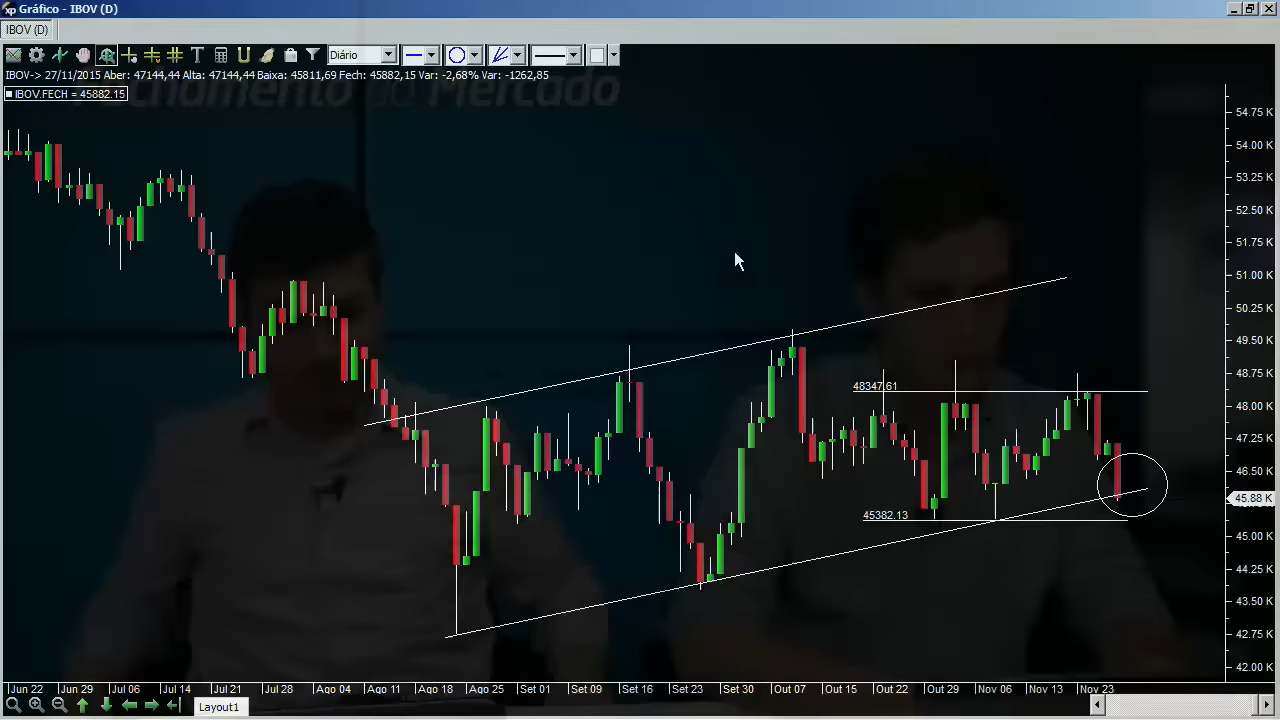 xp Gráfico - IBOV (D)
IBOV (D)
Diário
IBOV-> 27/11/2015 Aber: 47144,44 Alta: 47144,44 Baixa: 45811,69 Fech: 45882,15 Var: -2,68% Var: -1262,85
IBOV.FECH = 45882.15
Fechamento do Mercado
54.75 K
54.00 K
53.25 K
52.50 K
51.75 K
51.00 K
50.25 K
49.50 K
48.75 K
48.00 K
47.25 K
46.50 K
45.88 K
45.00 K
44.25 K
43.50 K
42.75 K
42.00 K
48347.61
45382.13
Jun 22 Jun 29 Jul 06 Jul 14 Jul 21 Jul 28 Ago 04 Ago 11 Ago 18 Ago 25 Set 01 Set 09 Set 16 Set 23 Set 30 Out 07 Out 15 Out 22 Out 29 Nov 06 Nov 13 Nov 23
Layout1